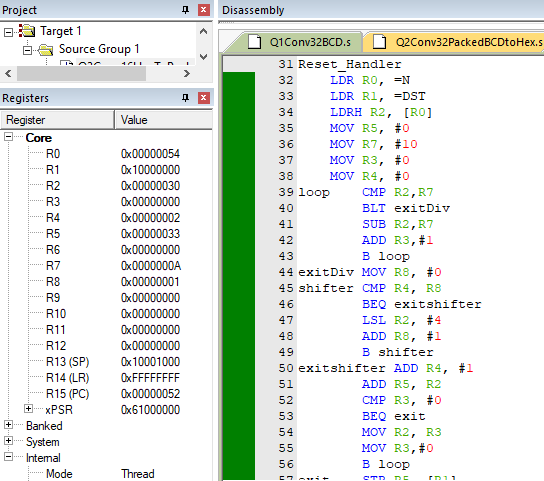 Project
Target 1
Source Group 1
Registers
Register Value
Core
R0 0x00000054
R1 0x10000000
R2 0x00000030
R3 0x00000000
R4 0x00000002
R5 0x00000033
R6 0x00000000
R7 0x0000000A
R8 0x00000001
R9 0x00000000
R10 0x00000000
R11 0x00000000
R12 0x00000000
R13 (SP) 0x10001000
R14 (LR) 0xFFFFFFFF
R15 (PC) 0x00000052
xPSR 0x61000000
Banked
System
Internal
Mode Thread
Disassembly
Q1Conv32BCD.s Q2Conv32PackedBCDtoHex.s
31 Reset_Handler
32 LDR R0, =N
33 LDR R1, =DST
34 LDRH R2, [R0]
35 MOV R5, #0
36 MOV R7, #10
37 MOV R3, #0
38 MOV R4, #0
39 loop CMP R2,R7
40 BLT exitDiv
41 SUB R2,R7
42 ADD R3,#1
43 B loop
44 exitDiv MOV R8, #0
45 shifter CMP R4, R8
46 BEQ exitshifter
47 LSL R2, #4
48 ADD R8, #1
49 B shifter
50 exitshifter ADD R4, #1
51 ADD R5, R2
52 CMP R3, #0
53 BEQ exit
54 MOV R2, R3
55 MOV R3,#0
56 B loop
57 exit STR R5, [R1]